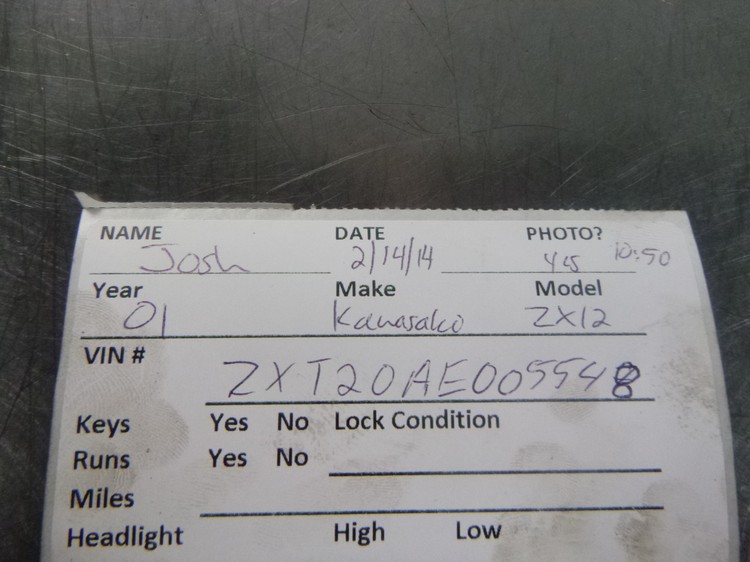 NAME DATE PHOTO?
Josh 2/14/14 yes 10:50
Year Make Model
01 Kawasaki ZX12
VIN #
ZXT20AE005548
Keys Yes No Lock Condition
Runs Yes No
Miles
Headlight High Low